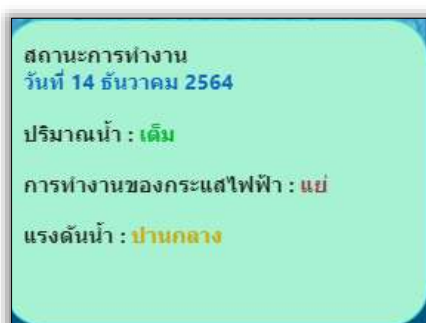 สถานะการทำงาน
วันที่ 14 ธันวาคม 2564
ปริมาณน้ำ : เต็ม
การทำงานของกระแสไฟฟ้า : แย่
แรงดันน้ำ : ปานกลาง